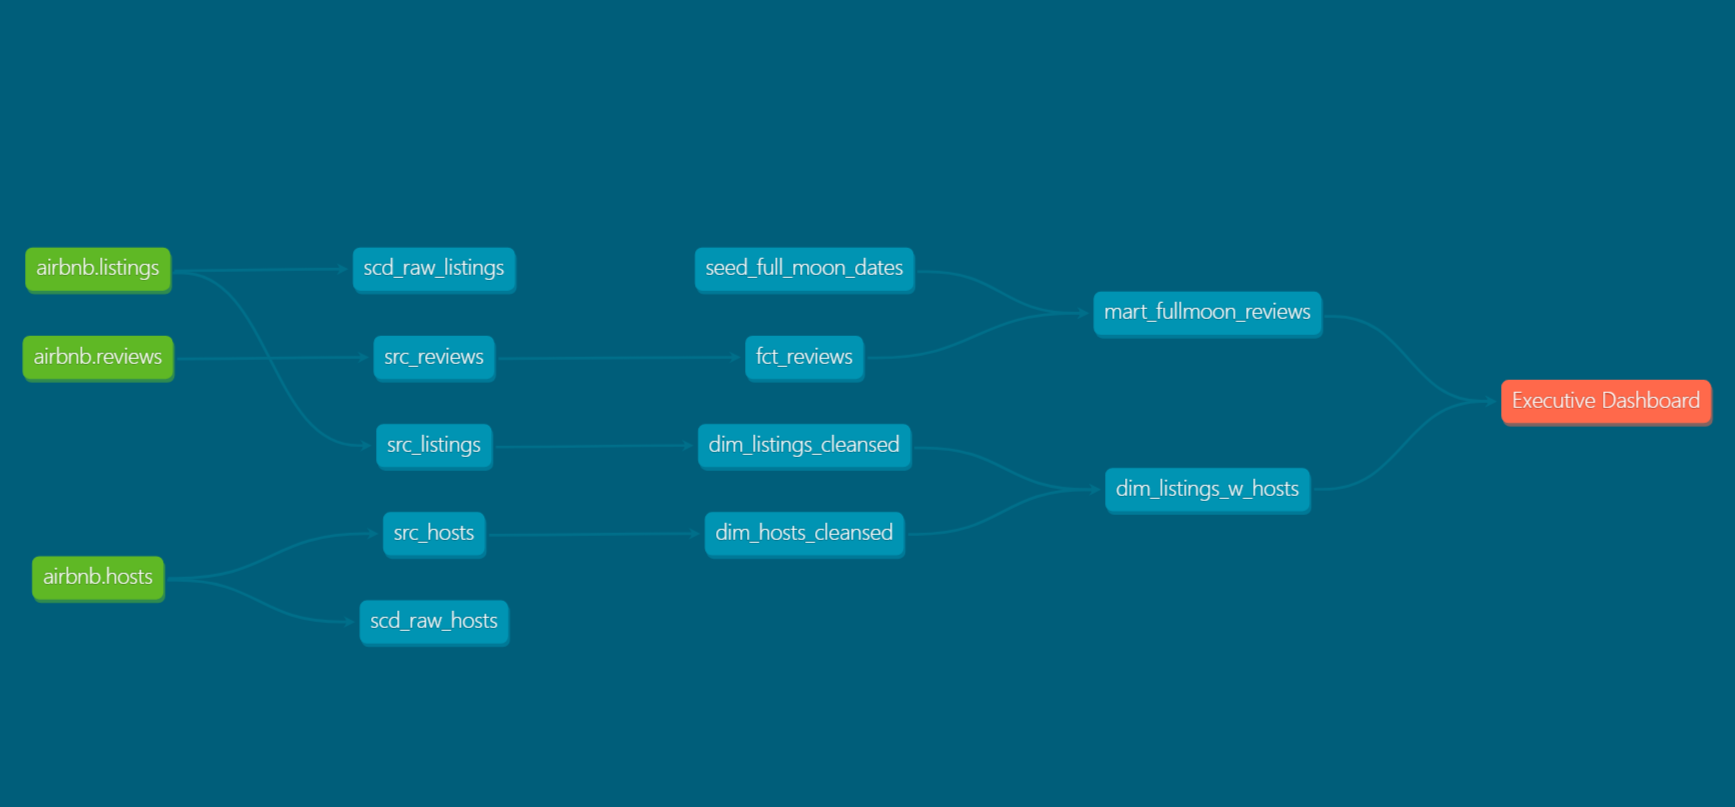 airbnb.listings
scd_raw_listings
seed_full_moon_dates
mart_fullmoon_reviews
airbnb.reviews
src_reviews
fct_reviews
Executive Dashboard
src_listings
dim_listings_cleansed
dim_listings_w_hosts
src_hosts
dim_hosts_cleansed
airbnb.hosts
scd_raw_hosts